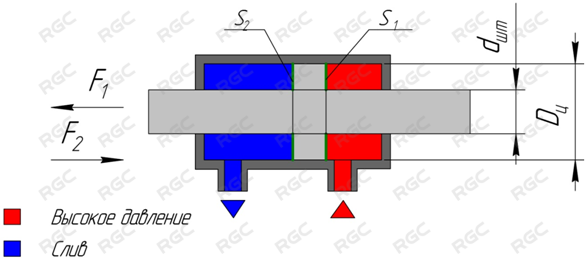 S₂ S₁
dшт
F₁
Dц
F₂
Высокое давление
Слив
RGC